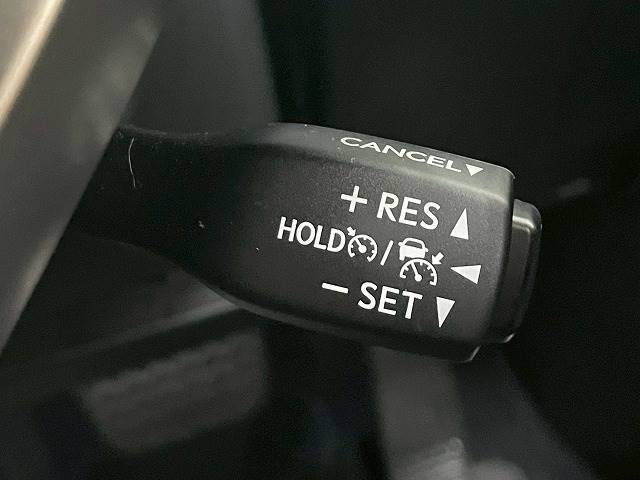 CANCEL▼
+ RES ▲
HOLD / ◀
− SET ▼